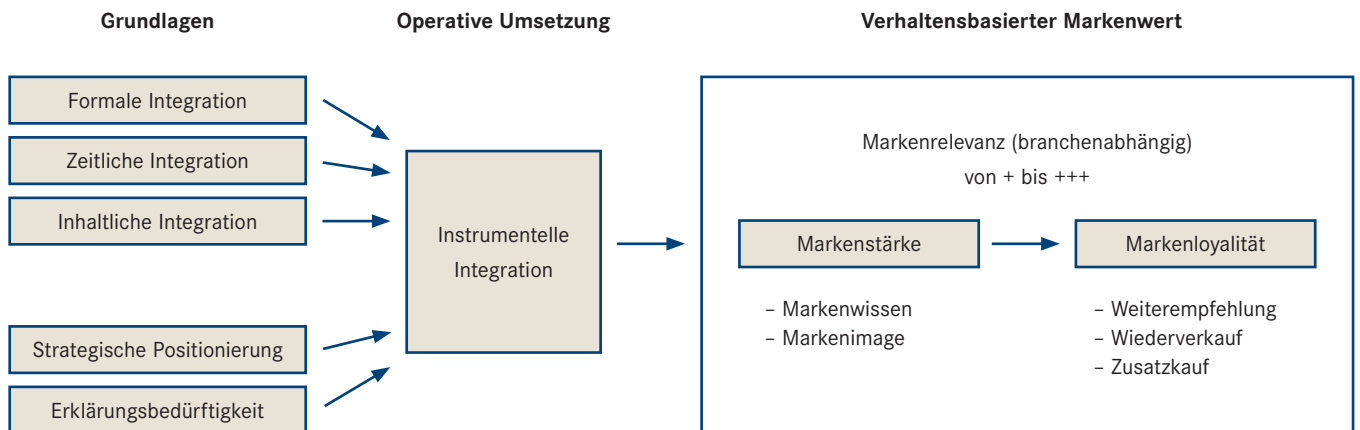 Grundlagen
Operative Umsetzung
Verhaltensbasierter Markenwert
Formale Integration
Zeitliche Integration
Inhaltliche Integration
Strategische Positionierung
Erklärungsbedürftigkeit
Instrumentelle
Integration
Markenrelevanz (branchenabhängig)
von + bis +++
Markenstärke
– Markenwissen
– Markenimage
Markenloyalität
– Weiterempfehlung
– Wiederverkauf
– Zusatzkauf